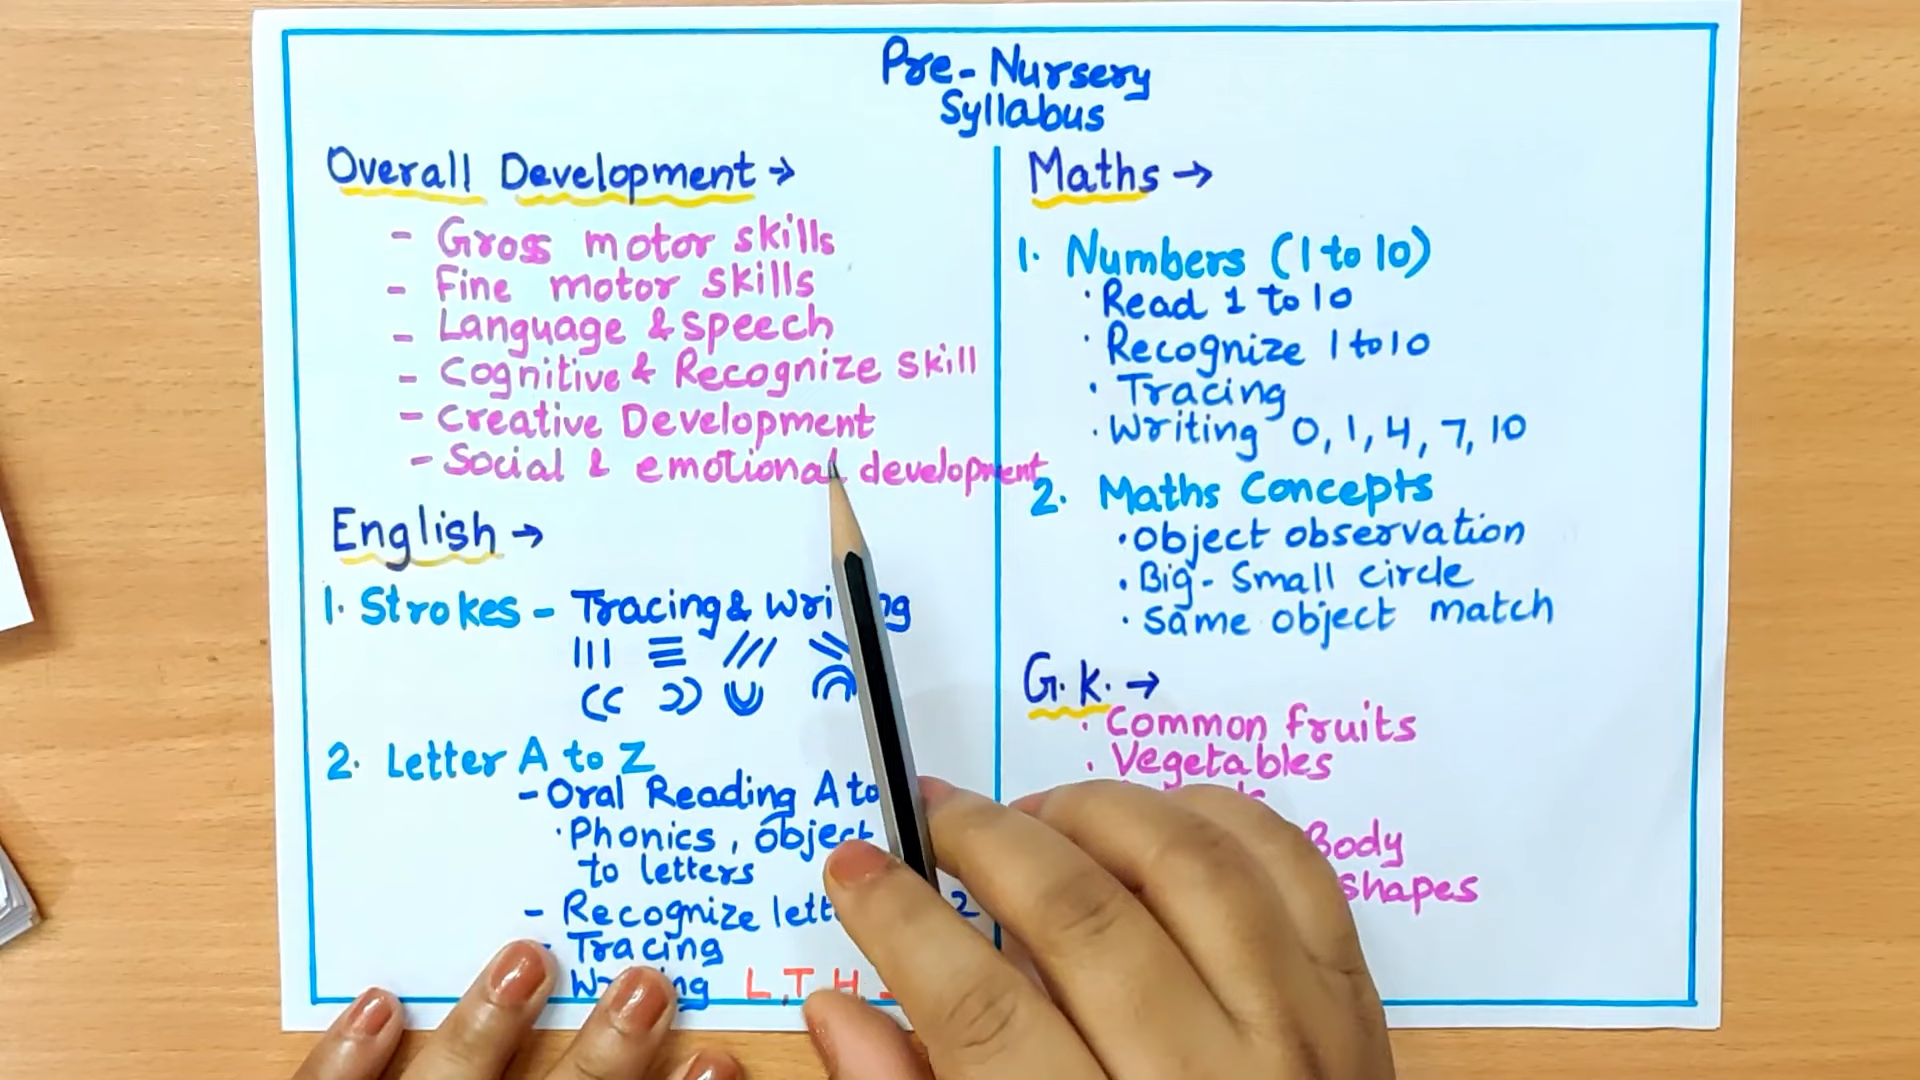 Pre-Nursery
Syllabus
Overall Development →
- Gross motor skills
- Fine motor skills
- Language & speech
- Cognitive & Recognize skill
- Creative Development
- Social & emotional development
English →
1. Strokes - Tracing &
2. Letter A to Z
- Oral Reading A to
· Phonics, object
to letters
- Recognize
- Tracing
L, T, H
Maths →
1. Numbers (1 to 10)
· Read 1 to 10
· Recognize 1 to 10
· Tracing
· Writing 0, 1, 4, 7, 10
2. Maths Concepts
· Object observation
· Big - Small circle
· Same object match
G.K. →
· Common fruits
· Vegetables
Body
shapes